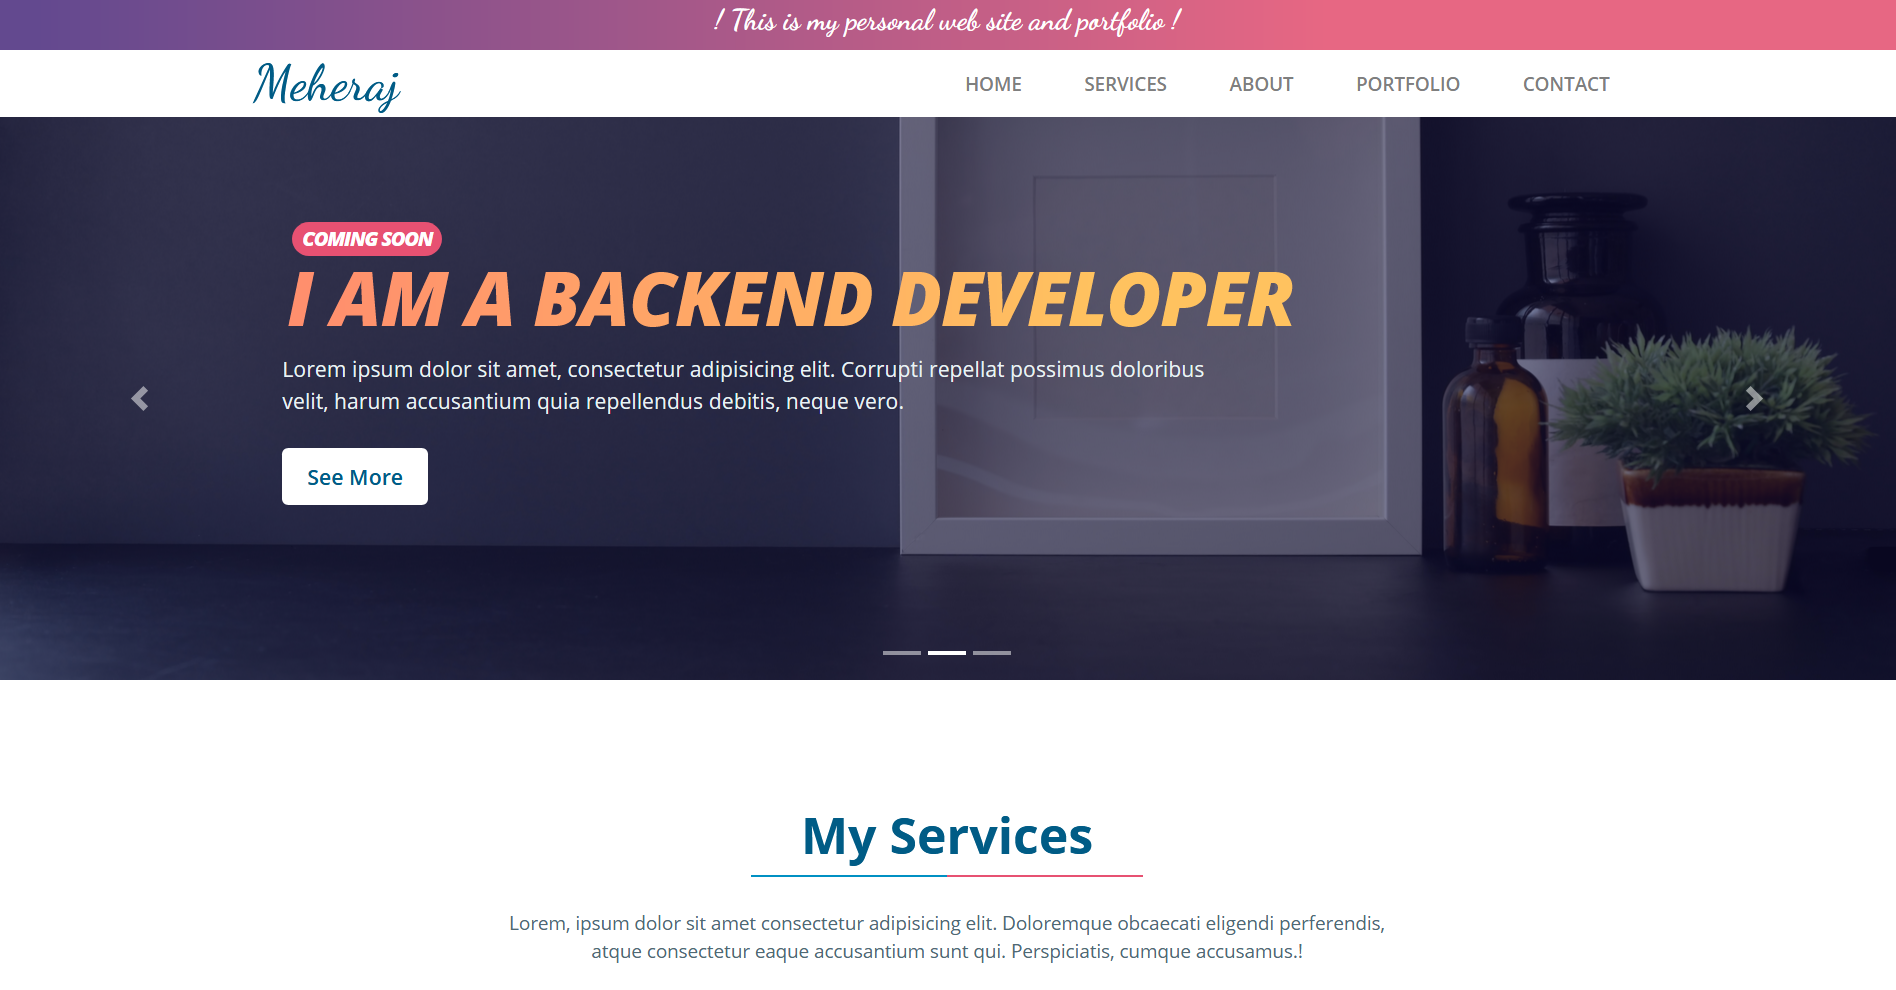 ! This is my personal web site and portfolio !
Meheraj
HOME SERVICES ABOUT PORTFOLIO CONTACT
COMING SOON
I AM A BACKEND DEVELOPER
Lorem ipsum dolor sit amet, consectetur adipisicing elit. Corrupti repellat possimus doloribus
velit, harum accusantium quia repellendus debitis, neque vero.
See More
My Services
Lorem, ipsum dolor sit amet consectetur adipisicing elit. Doloremque obcaecati eligendi perferendis,
atque consectetur eaque accusantium sunt qui. Perspiciatis, cumque accusamus.!